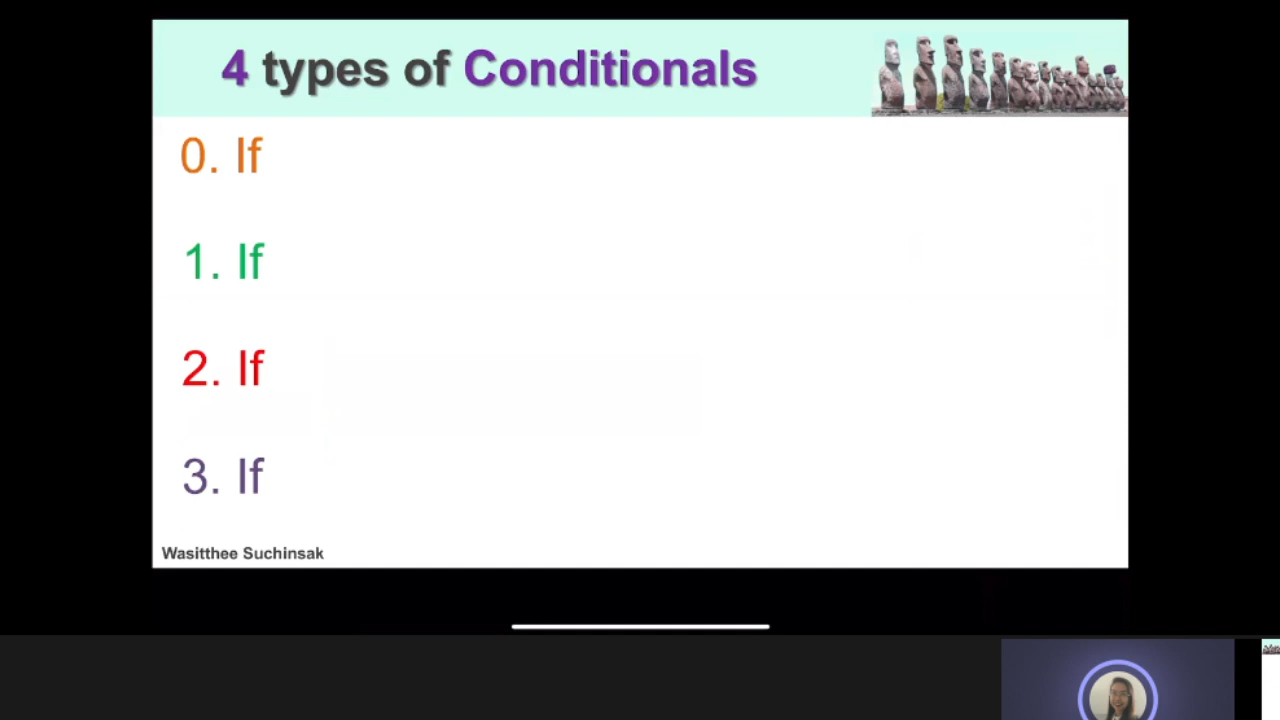 4 types of Conditionals
0. If
1. If
2. If
3. If
Wasitthee Suchinsak